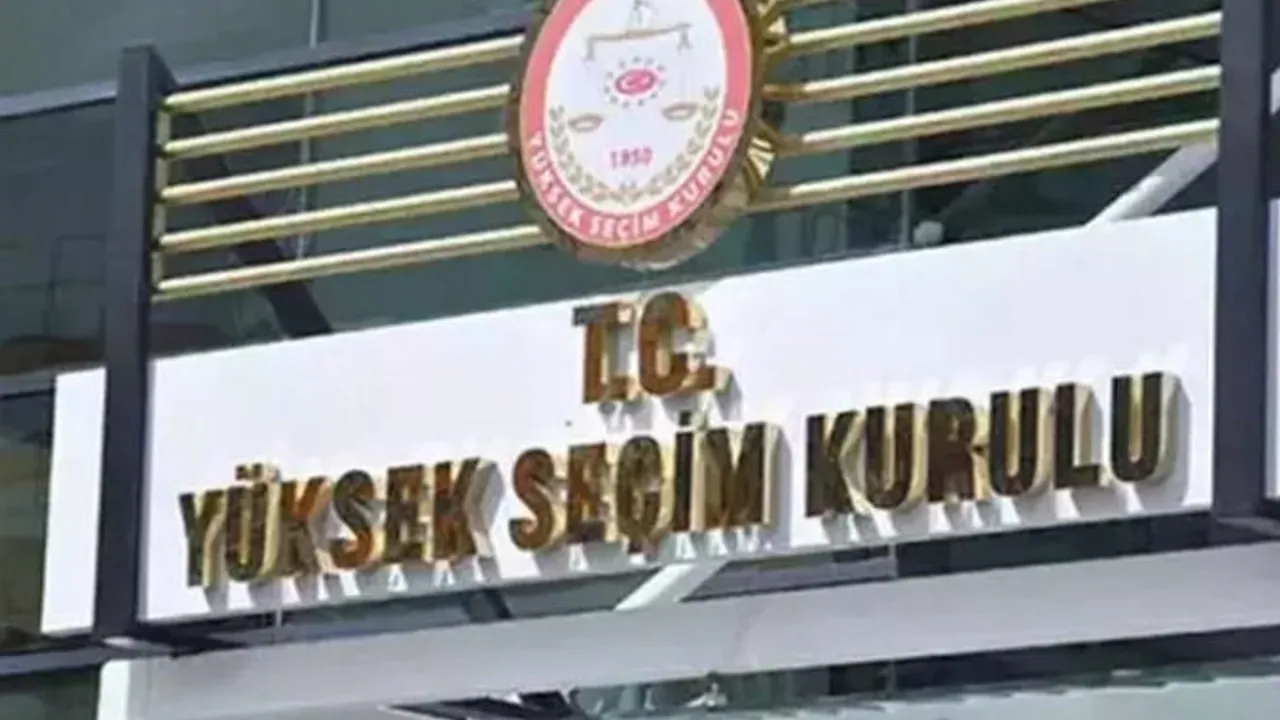 1950
YÜKSEK SEÇİM KURULU
T.C.
YÜKSEK SEÇİM KURULU